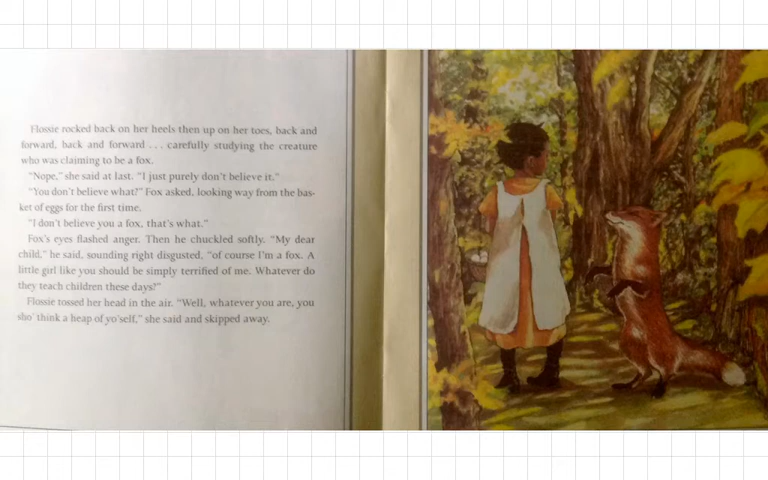 Flossie rocked back on her heels then up on her toes, back and
forward, back and forward . . . carefully studying the creature
who was claiming to be a fox.
"Nope," she said at last. "I just purely don't believe it."
"You don't believe what?" Fox asked, looking way from the bas-
ket of eggs for the first time.
"I don't believe you a fox, that's what."
Fox's eyes flashed anger. Then he chuckled softly. "My dear
child," he said, sounding right disgusted, "of course I'm a fox. A
little girl like you should be simply terrified of me. Whatever do
they teach children these days?"
Flossie tossed her head in the air. "Well, whatever you are, you
sho' think a heap of yo'self," she said and skipped away.